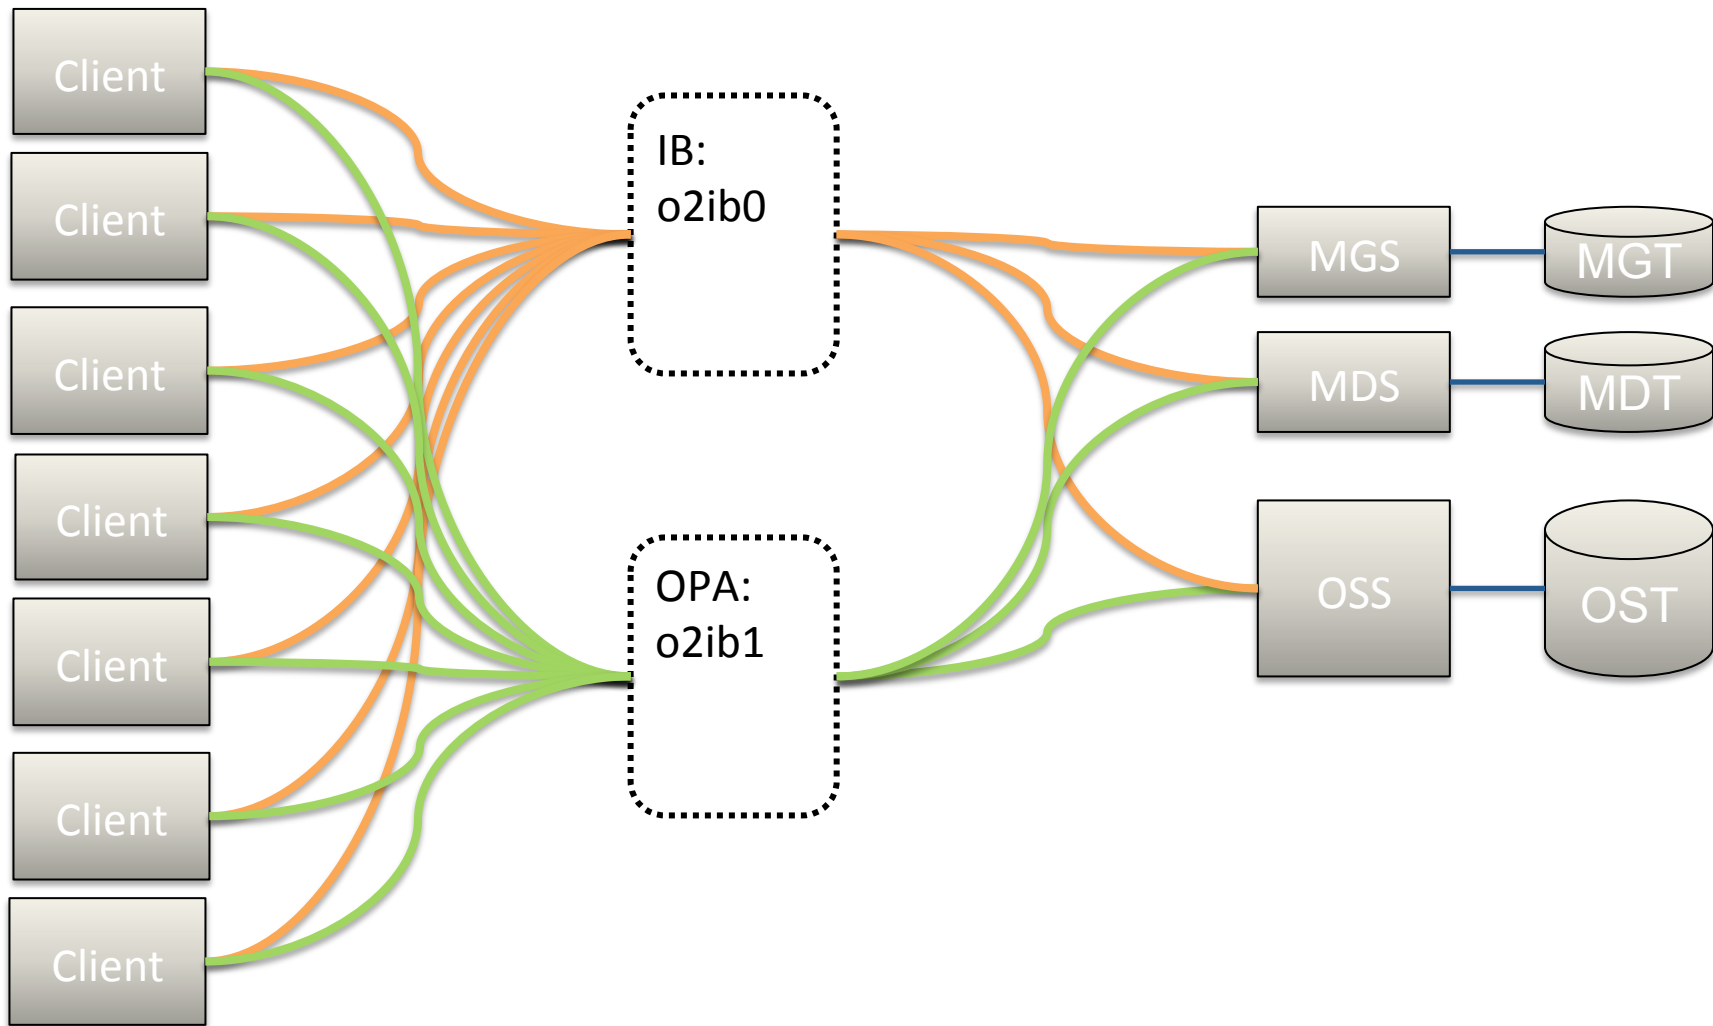 Client
Client
Client
Client
Client
Client
Client
IB:
o2ib0
OPA:
o2ib1
MGS
MGT
MDS
MDT
OSS
OST